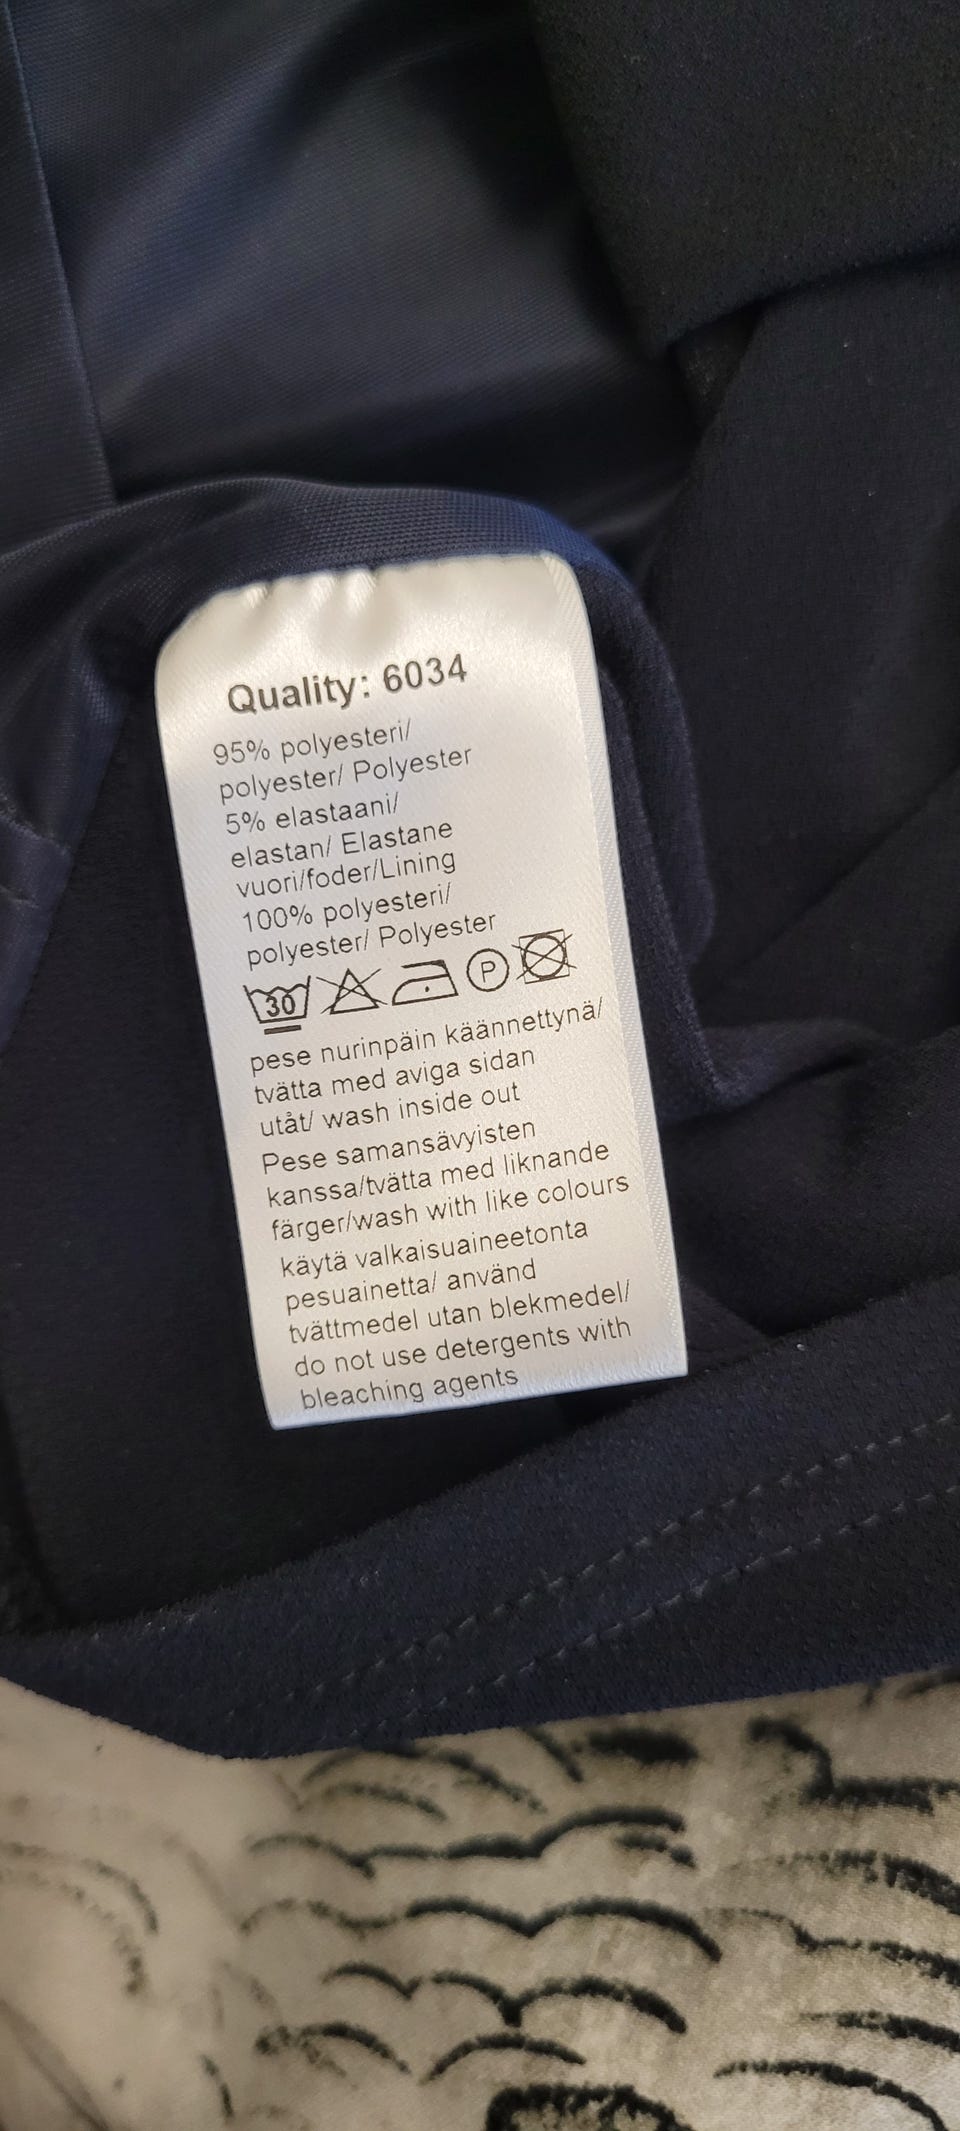 Quality: 6034
95% polyesteri/
polyester/ Polyester
5% elastaani/
elastan/ Elastane
vuori/foder/Lining
100% polyesteri/
polyester/ Polyester
30 P
pese nurinpäin käännettynä/
tvätta med aviga sidan
utåt/ wash inside out
Pese samansävyisten
kanssa/tvätta med liknande
färger/wash with like colours
käytä valkaisuaineetonta
pesuainetta/ använd
tvättmedel utan blekmedel/
do not use detergents with
bleaching agents